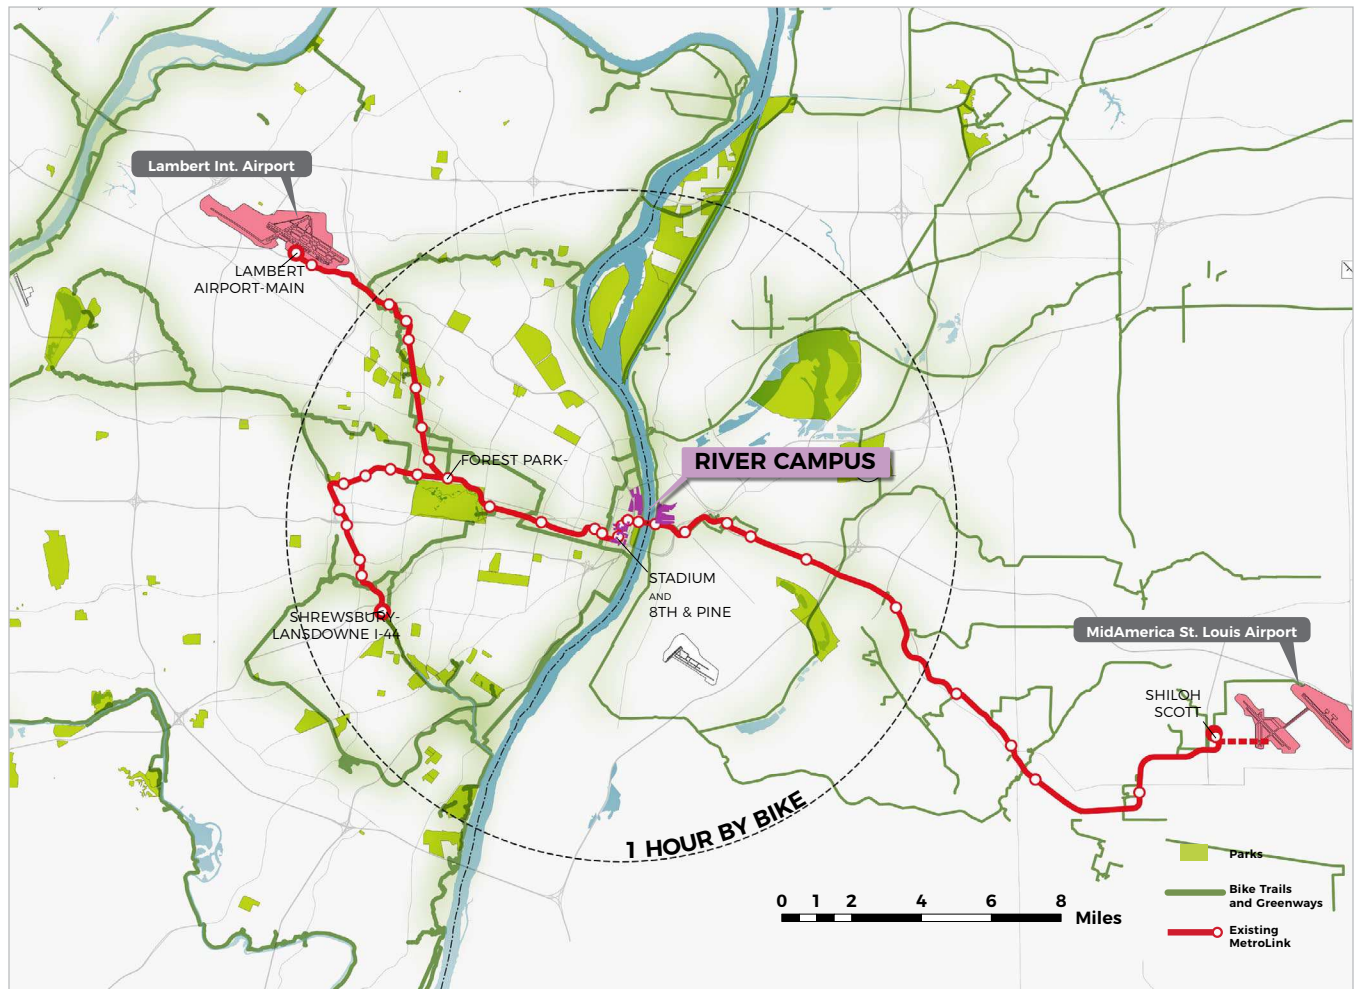 Lambert Int. Airport
LAMBERT
AIRPORT-MAIN
FOREST PARK-
RIVER CAMPUS
STADIUM
AND
8TH & PINE
SHREWSBURY-
LANSDOWNE I-44
MidAmerica St. Louis Airport
SHILOH
SCOTT
1 HOUR BY BIKE
0 1 2 4 6 8 Miles
Parks
Bike Trails
and Greenways
Existing
MetroLink